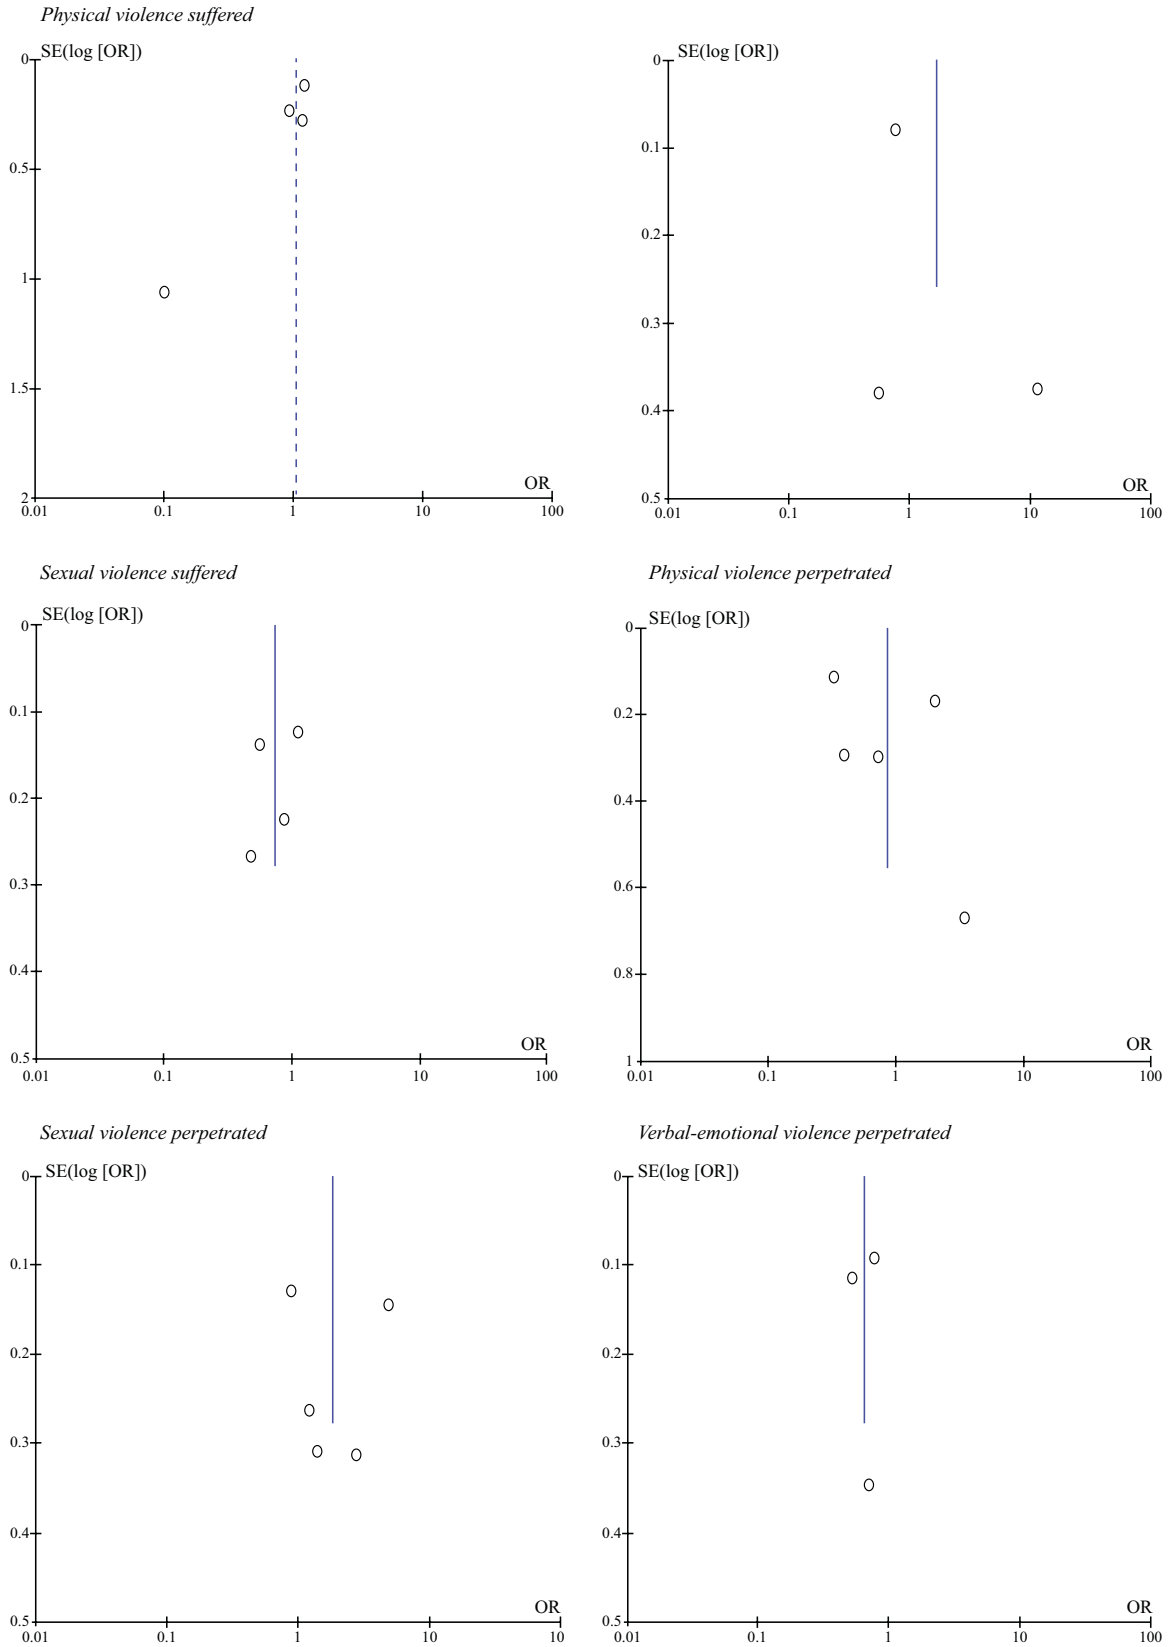 Physical violence suffered
SE(log [OR])
0
0.5
1
1.5
2
OR
0.01 0.1 1 10 100
SE(log [OR])
0
0.1
0.2
0.3
0.4
0.5
OR
0.01 0.1 1 10 100
Sexual violence suffered
SE(log [OR])
0
0.1
0.2
0.3
0.4
0.5
OR
0.01 0.1 1 10 100
Physical violence perpetrated
SE(log [OR])
0
0.2
0.4
0.6
0.8
1
OR
0.01 0.1 1 10 100
Sexual violence perpetrated
SE(log [OR])
0
0.1
0.2
0.3
0.4
0.5
OR
0.01 0.1 1 10 10
Verbal-emotional violence perpetrated
SE(log [OR])
0
0.1
0.2
0.3
0.4
0.5
OR
0.01 0.1 1 10 100